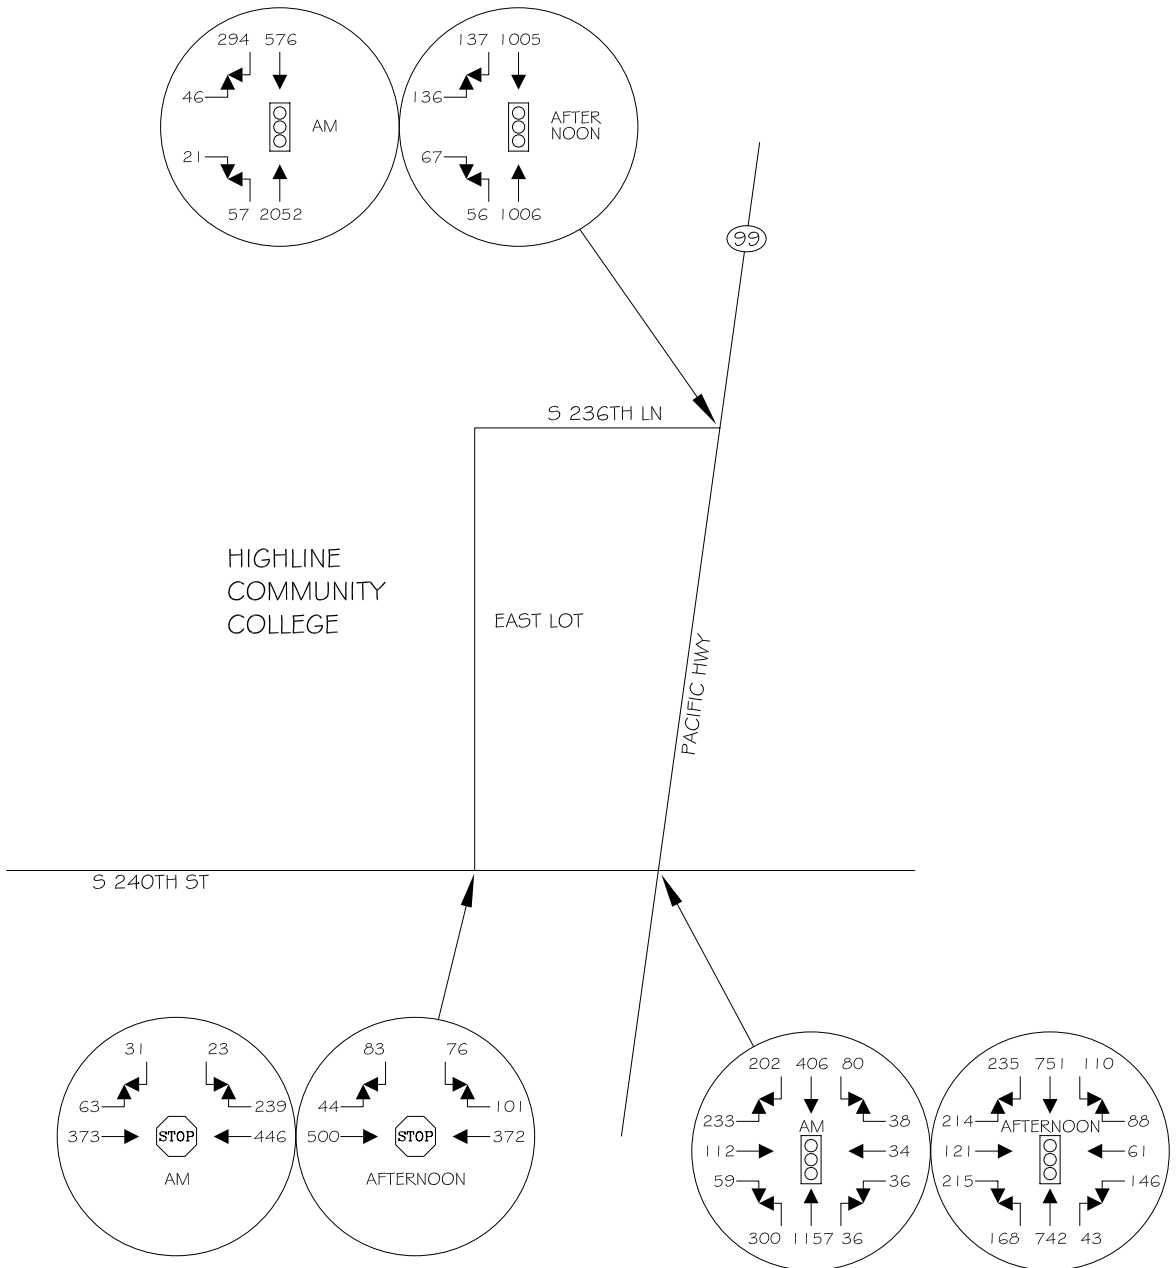 294 576
46
AM
21
57 2052
137 1005
136
AFTER
NOON
67
56 1006
99
S 236TH LN
HIGHLINE
COMMUNITY
COLLEGE
EAST LOT
PACIFIC HWY
S 240TH ST
31 23
63 239
373 STOP 446
AM
83 76
44 101
500 STOP 372
AFTERNOON
202 406 80
233 38
AM
112 34
59 36
300 1157 36
235 751 110
214 88
AFTERNOON
121 61
215 146
168 742 43